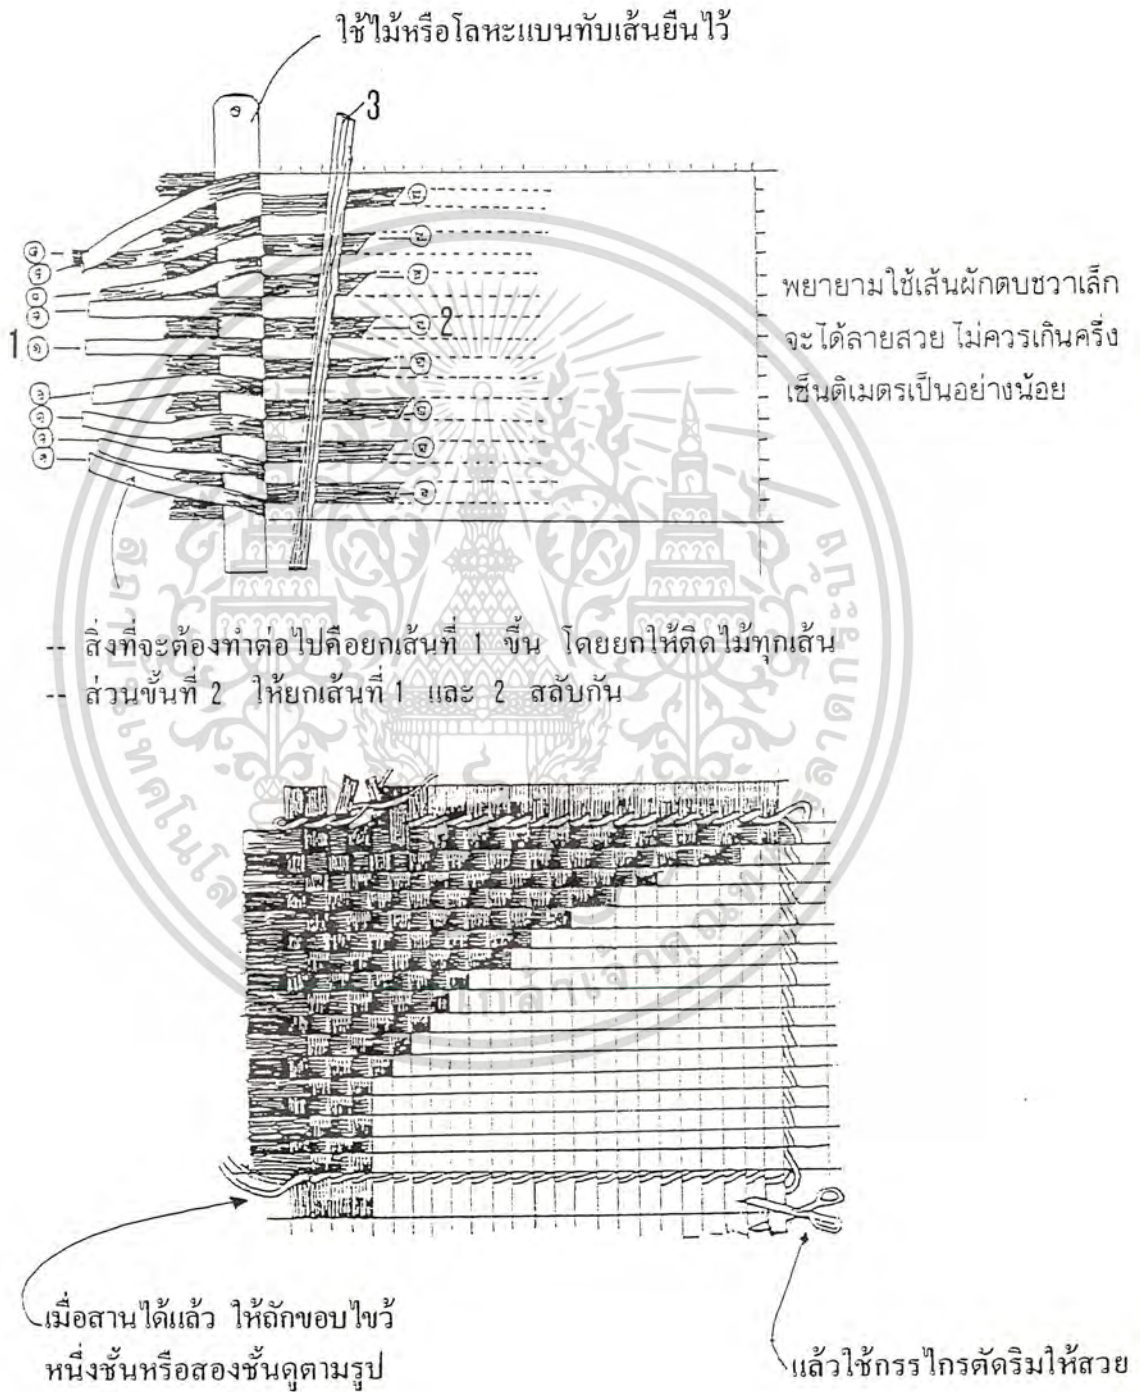 ใช้ไม้หรือโลหะแบนทับเส้นยืนไว้
3
2
1
พยายามใช้เส้นผักตบชวาเล็ก
จะได้ลายสวย ไม่ควรเกินครึ่ง
เซ็นติเมตรเป็นอย่างน้อย
-- สิ่งที่จะต้องทำต่อไปคือยกเส้นที่ 1 ขึ้น โดยยกให้ติดไม้ทุกเส้น
-- ส่วนขั้นที่ 2 ให้ยกเส้นที่ 1 และ 2 สลับกัน
เมื่อสานได้แล้ว ให้ถักขอบไขว้
หนึ่งชั้นหรือสองชั้นดูตามรูป
แล้วใช้กรรไกรตัดริมให้สวย